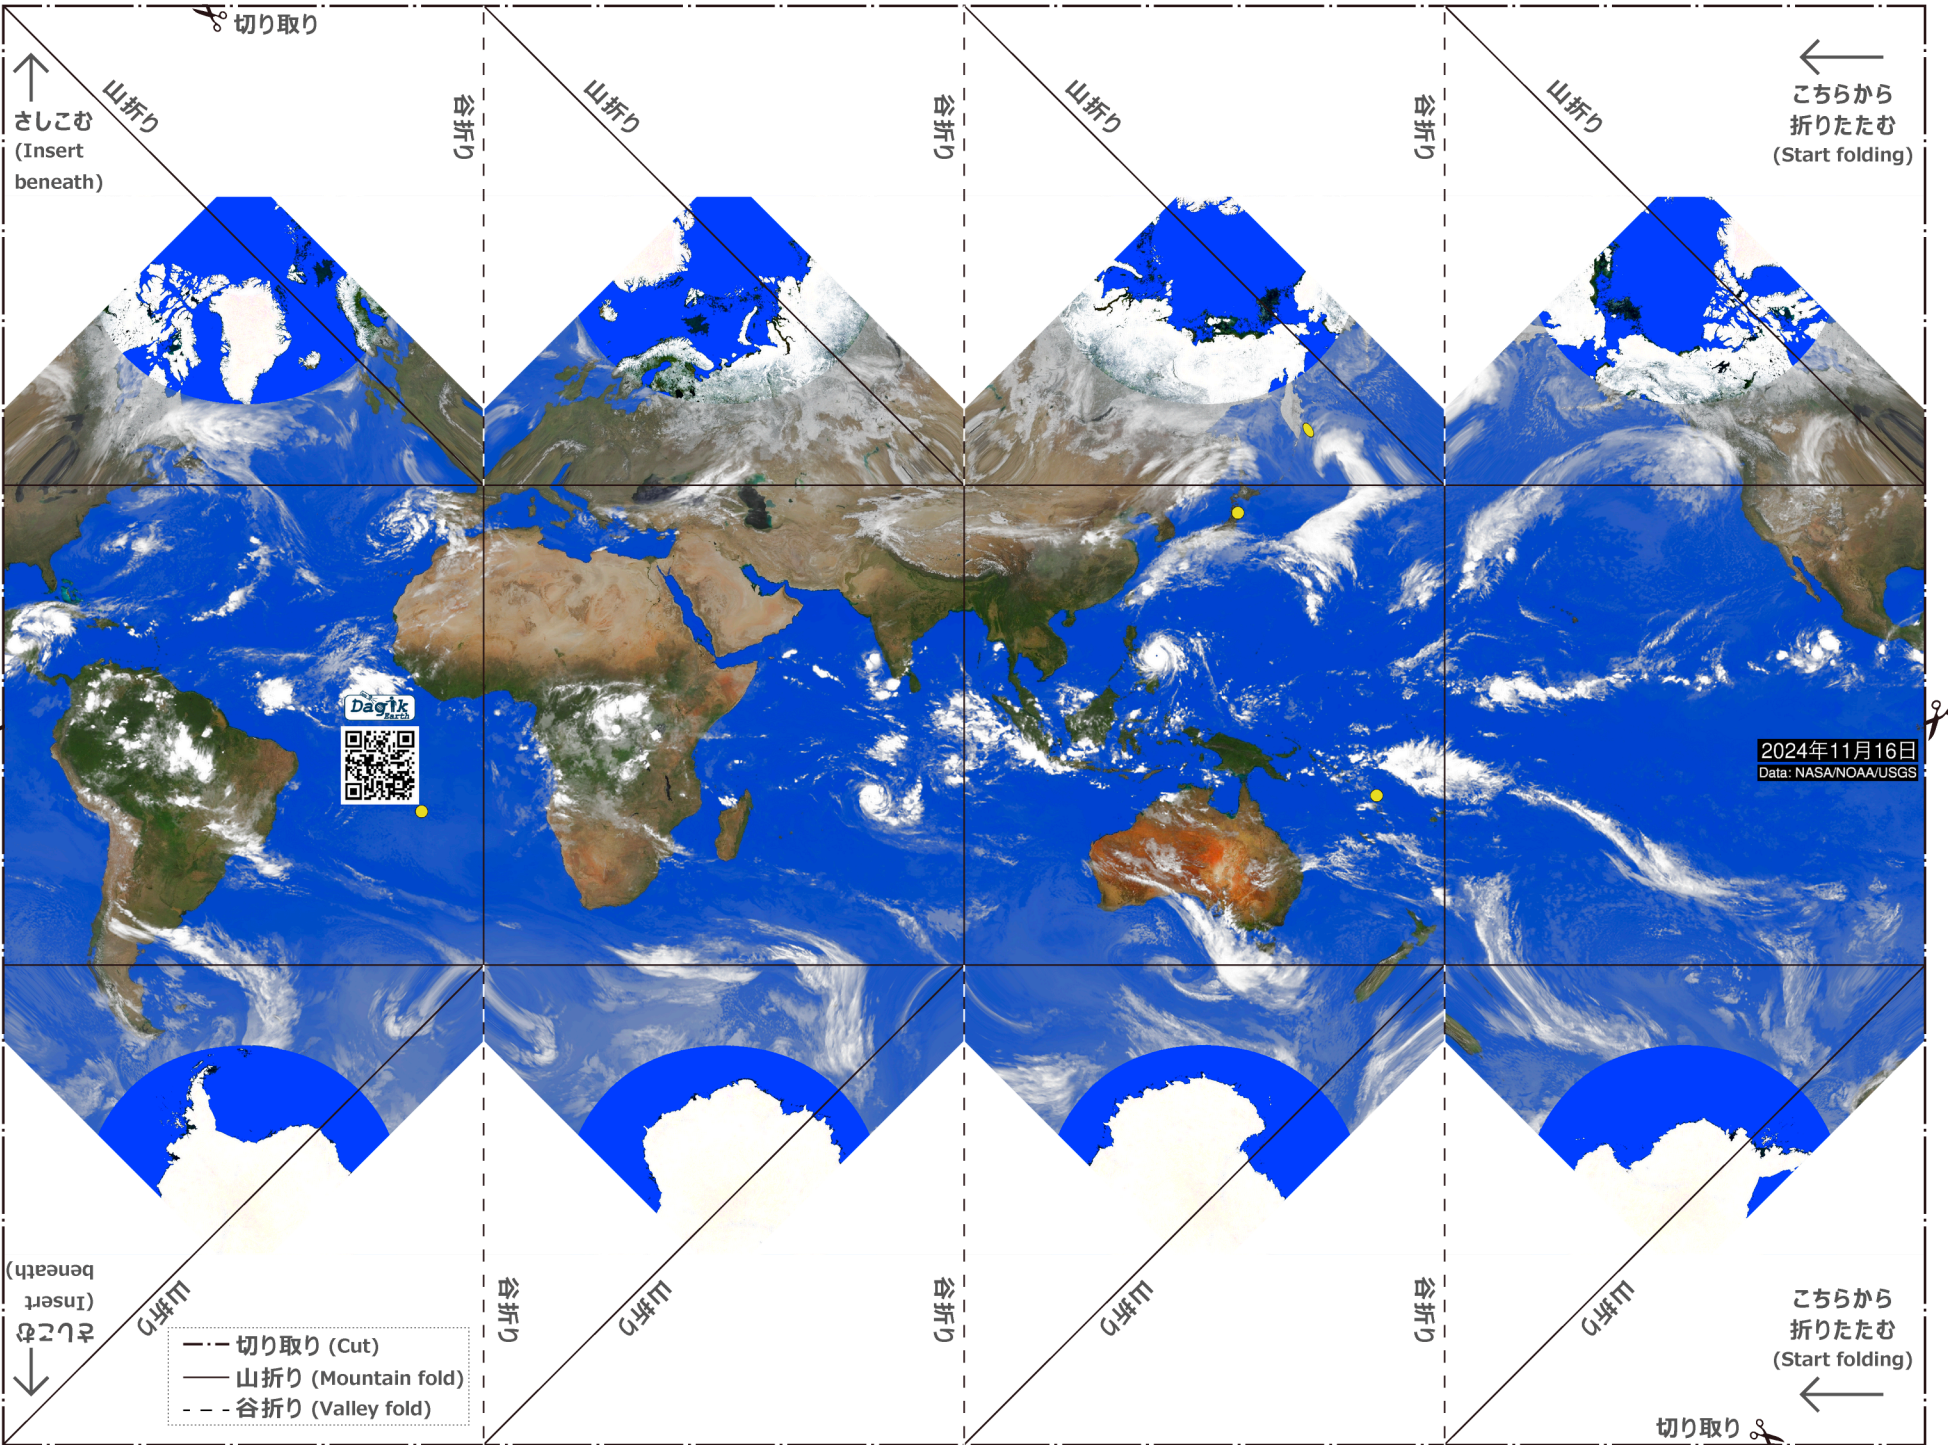 切り取り
山折り
谷折り
山折り
谷折り
山折り
谷折り
山折り
さしこむ
(Insert
beneath)
こちらから
折りたたむ
(Start folding)
Dagik
Earth
2024年11月16日
Data: NASA/NOAA/USGS
さしこむ
(Insert
beneath)
山折り
谷折り
山折り
谷折り
山折り
谷折り
山折り
こちらから
折りたたむ
(Start folding)
切り取り (Cut)
山折り (Mountain fold)
谷折り (Valley fold)
切り取り